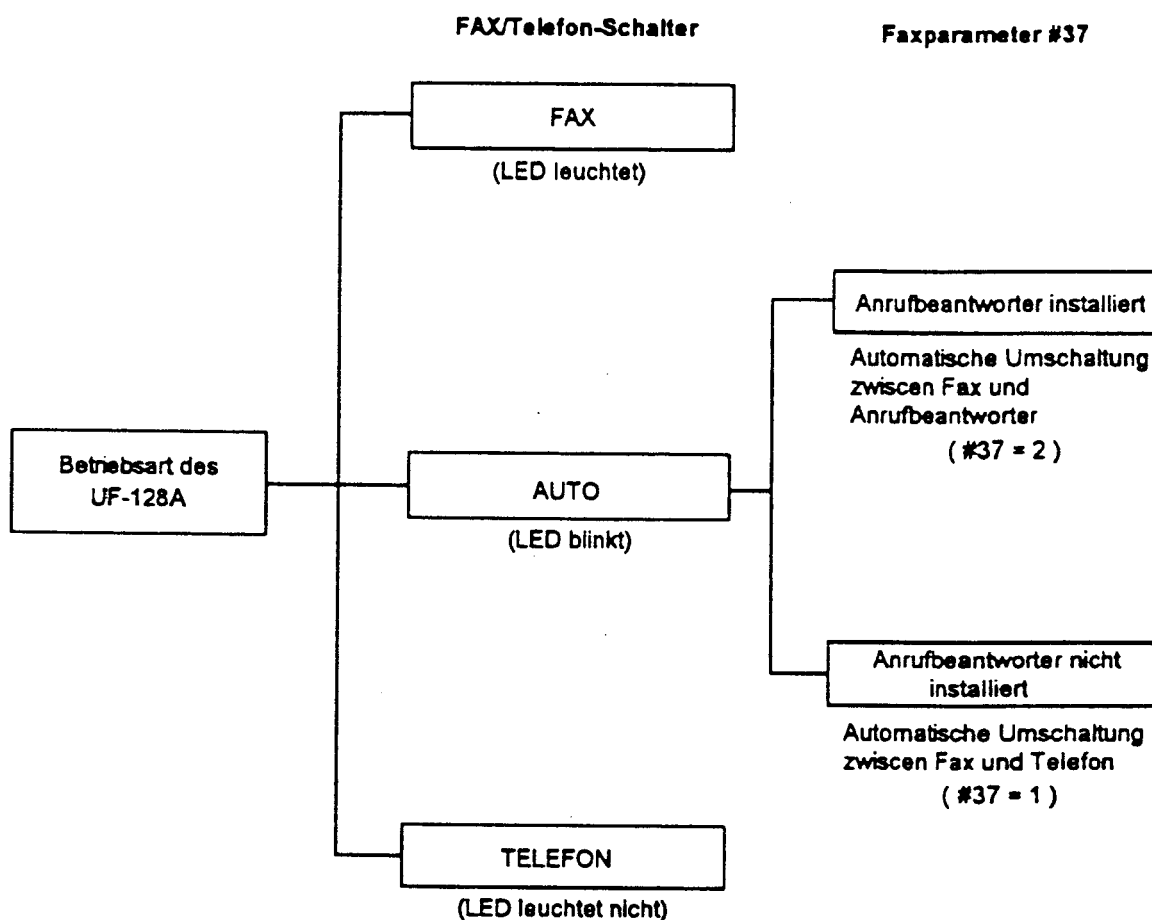 FAX/Telefon-Schalter
Faxparameter #37
FAX
(LED leuchtet)
Anrufbeantworter installiert
Automatische Umschaltung
zwiscen Fax und
Anrufbeantworter
( #37 = 2 )
Betriebsart des
UF-128A
AUTO
(LED blinkt)
Anrufbeantworter nicht
installiert
Automatische Umschaltung
zwiscen Fax und Telefon
( #37 = 1 )
TELEFON
(LED leuchtet nicht)